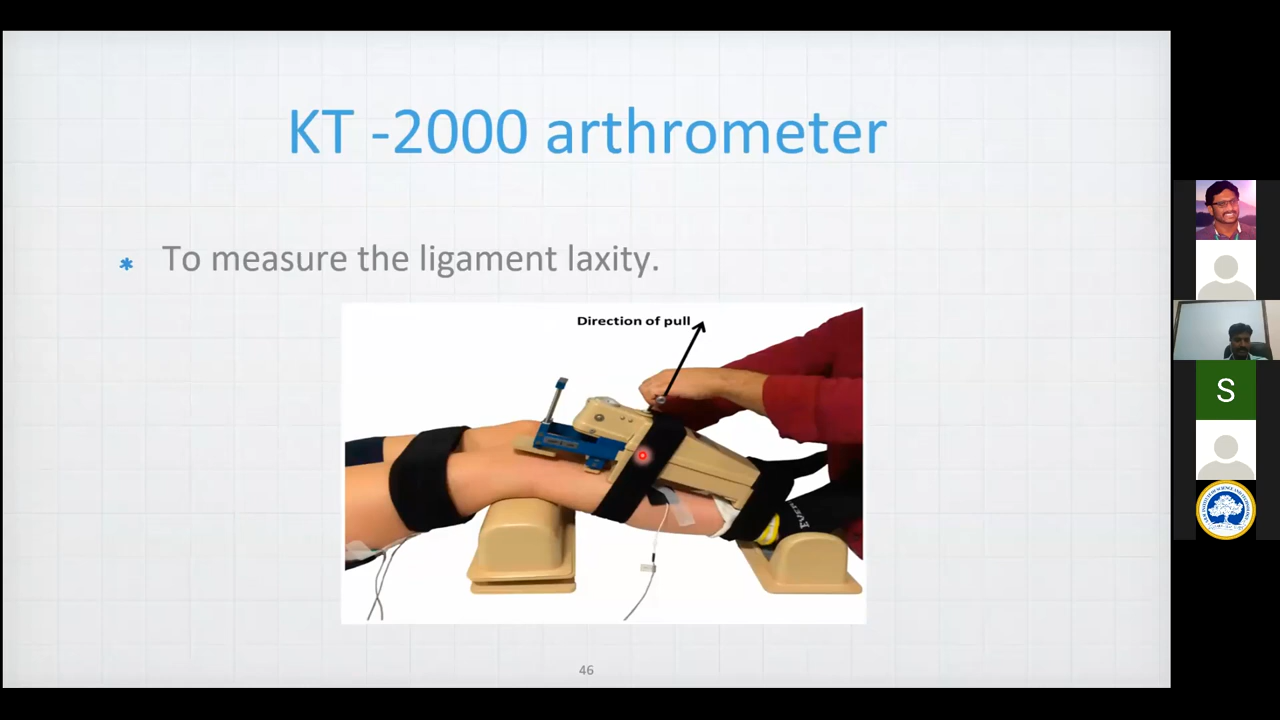 KT -2000 arthrometer
* To measure the ligament laxity.
Direction of pull
46
S